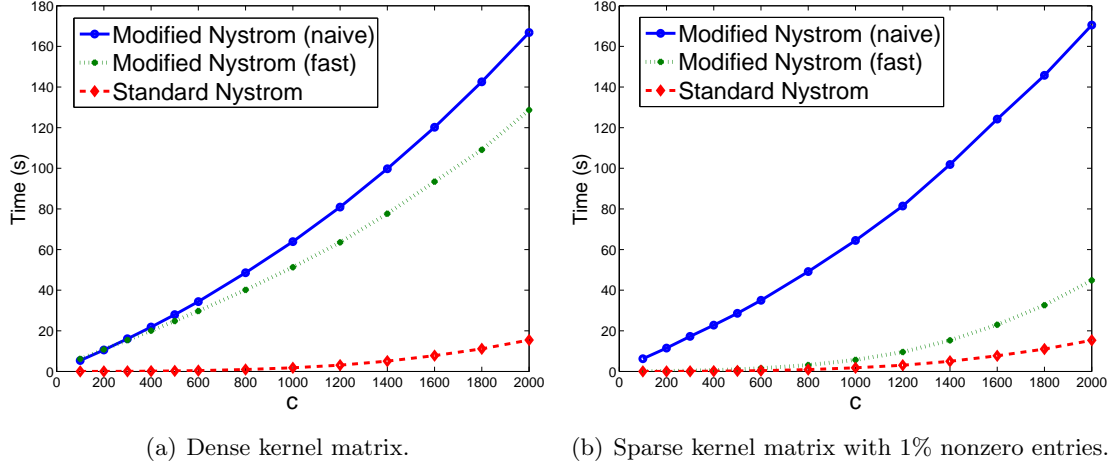 180
160
140
120
100
80
60
40
20
0
Time (s)
Modified Nystrom (naive)
Modified Nystrom (fast)
Standard Nystrom
0 200 400 600 800 1000 1200 1400 1600 1800 2000
c
(a) Dense kernel matrix.
180
160
140
120
100
80
60
40
20
0
Time (s)
Modified Nystrom (naive)
Modified Nystrom (fast)
Standard Nystrom
0 200 400 600 800 1000 1200 1400 1600 1800 2000
c
(b) Sparse kernel matrix with 1% nonzero entries.